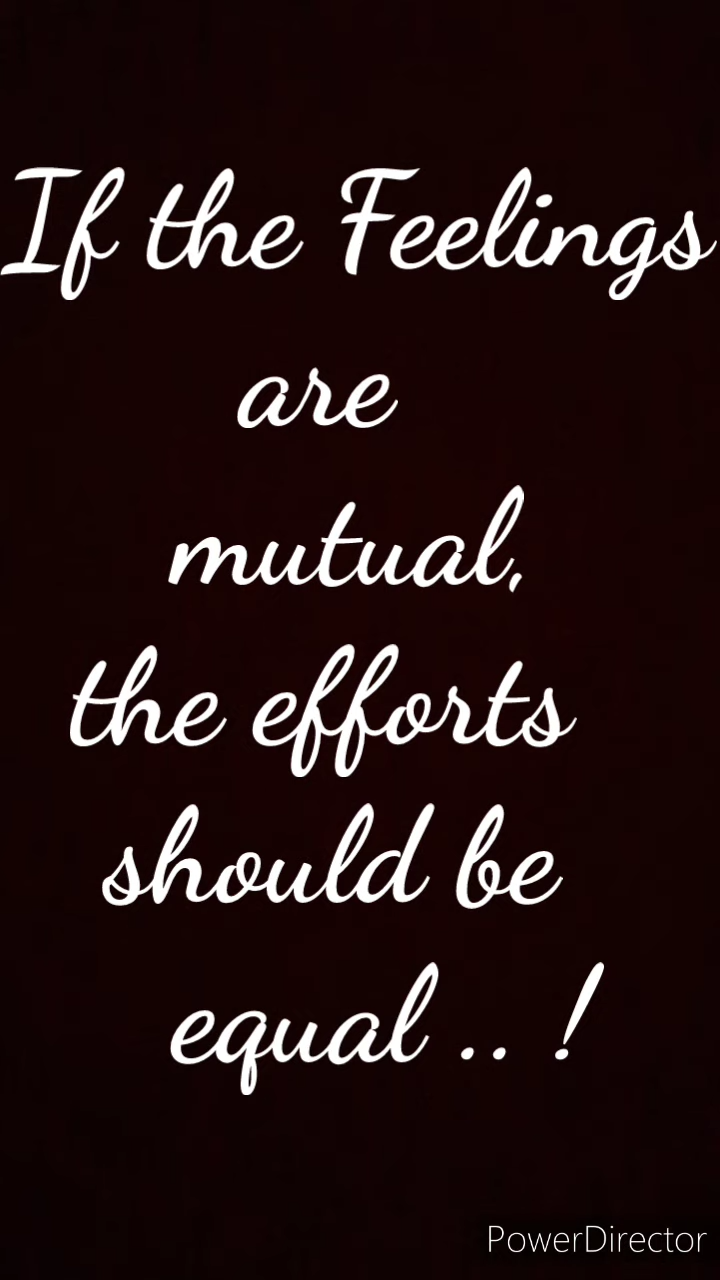 If the Feelings
are
mutual,
the efforts
should be
equal .. !
PowerDirector